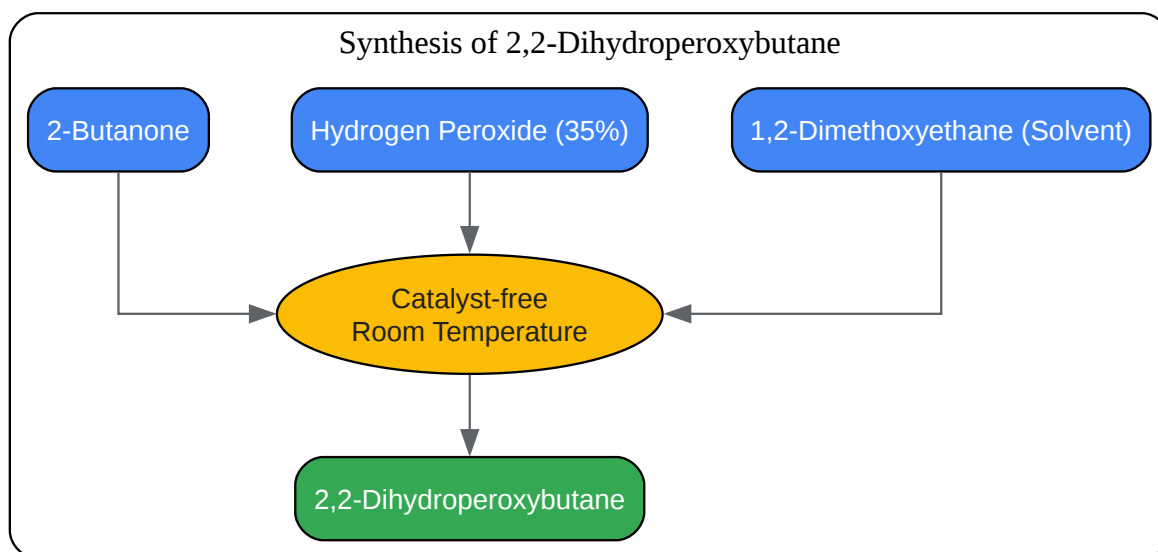 Synthesis of 2,2-Dihydroperoxybutane
2-Butanone
Hydrogen Peroxide (35%)
1,2-Dimethoxyethane (Solvent)
Catalyst-free
Room Temperature
2,2-Dihydroperoxybutane